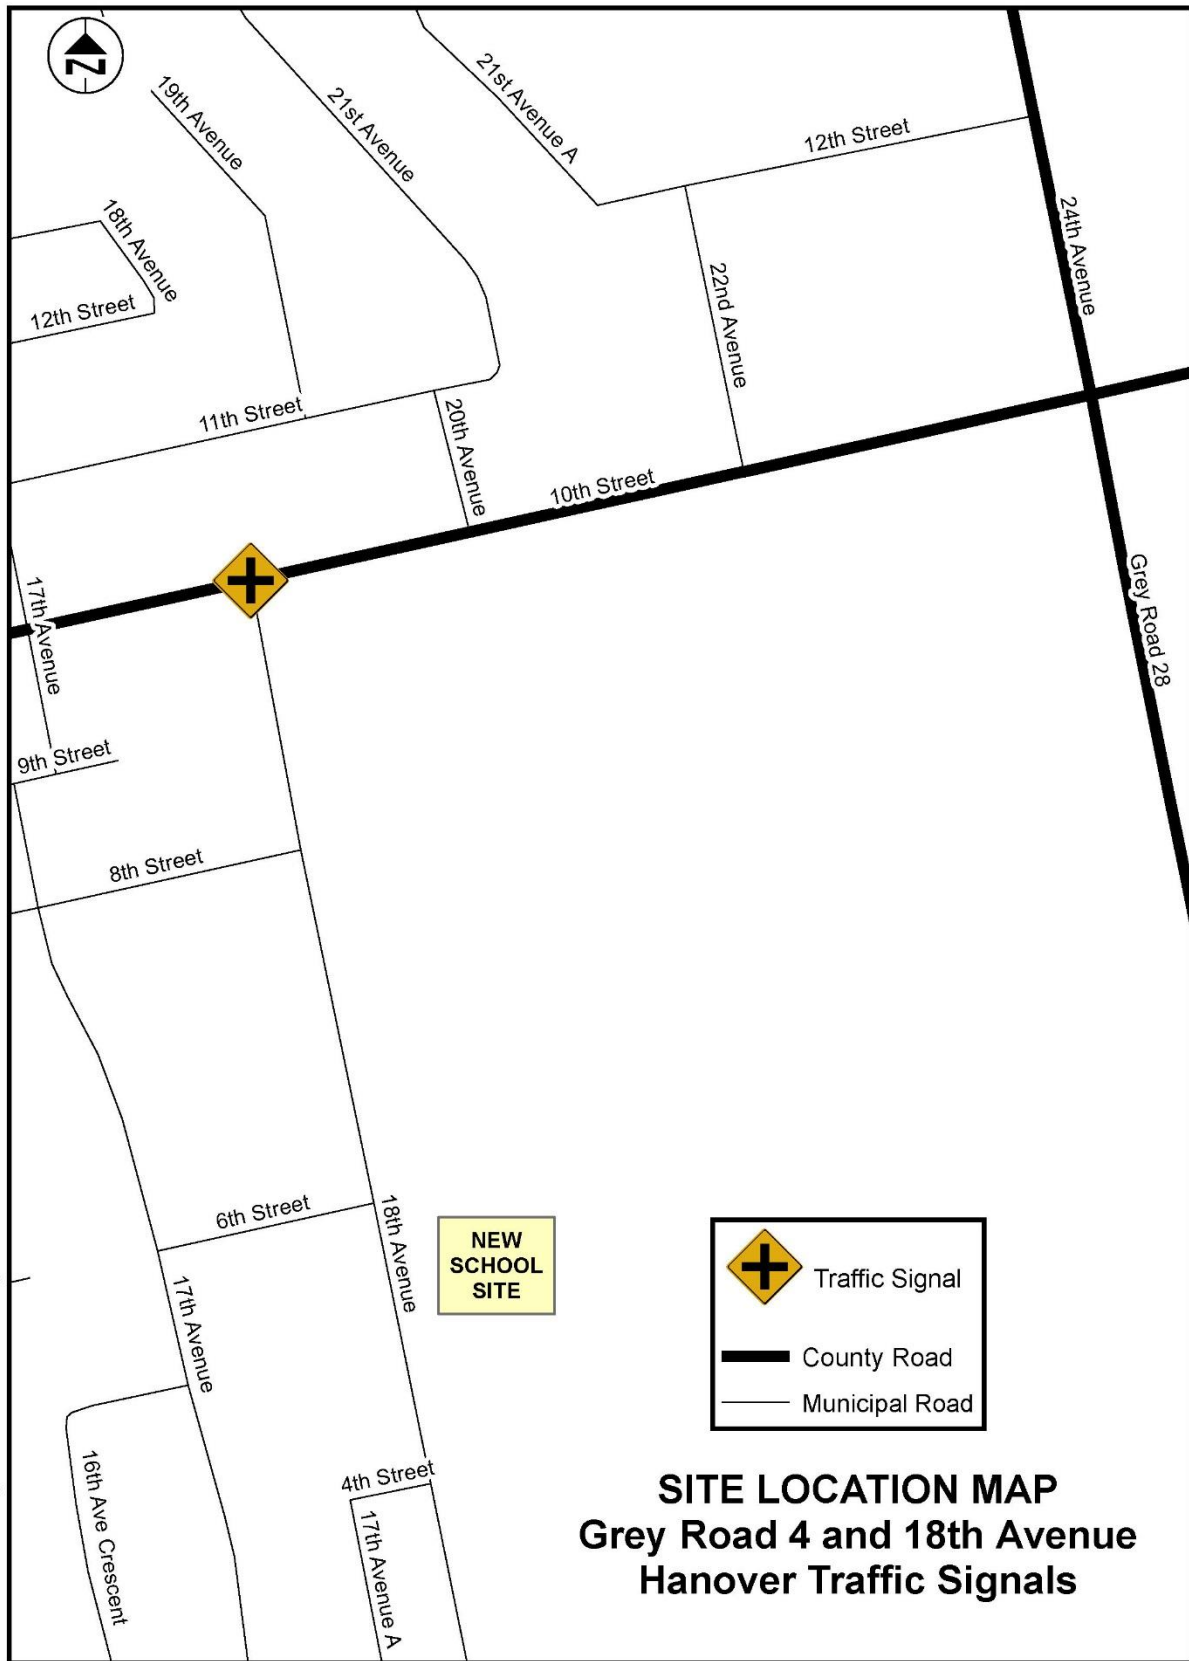 N
19th Avenue
21st Avenue
21st Avenue A
12th Street
18th Avenue
24th Avenue
12th Street
22nd Avenue
11th Street
20th Avenue
10th Street
17th Avenue
Grey Road 28
9th Street
8th Street
6th Street
18th Avenue
NEW
SCHOOL
SITE
17th Avenue
Traffic Signal
County Road
Municipal Road
16th Ave Crescent
4th Street
17th Avenue A
SITE LOCATION MAP
Grey Road 4 and 18th Avenue
Hanover Traffic Signals